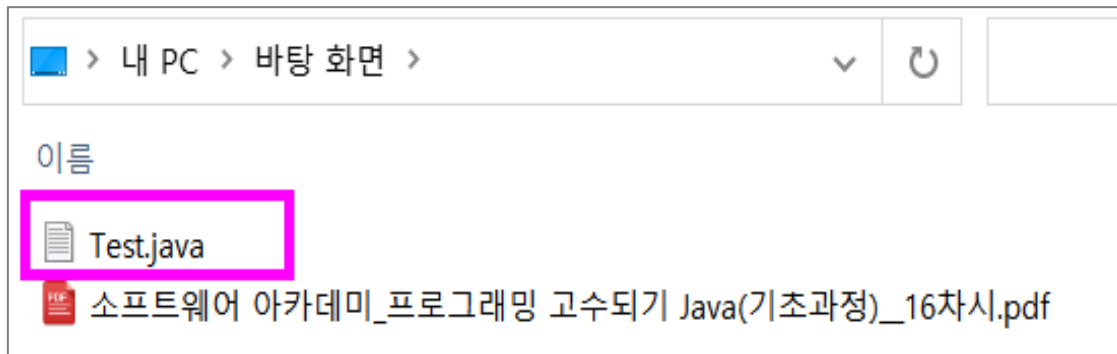 내 PC 바탕 화면
이름
Test.java
PDF
소프트웨어 아카데미_프로그래밍 고수되기 Java(기초과정)__16차시.pdf